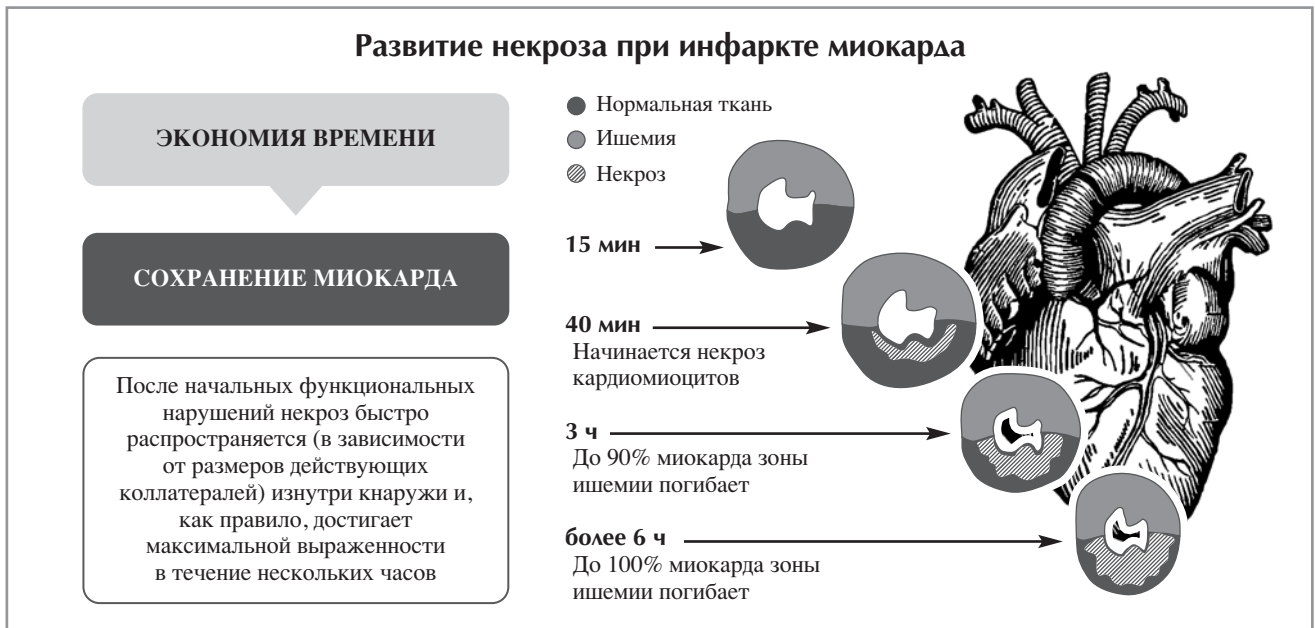 Развитие некроза при инфаркте миокарда
ЭКОНОМИЯ ВРЕМЕНИ
СОХРАНЕНИЕ МИОКАРДА
После начальных функциональных
нарушений некроз быстро
распространяется (в зависимости
от размеров действующих
коллатералей) изнутри кнаружи и,
как правило, достигает
максимальной выраженности
в течение нескольких часов
Нормальная ткань
Ишемия
Некроз
15 мин
40 мин
Начинается некроз
кардиомиоцитов
3 ч
До 90% миокарда зоны
ишемии погибает
более 6 ч
До 100% миокарда зоны
ишемии погибает